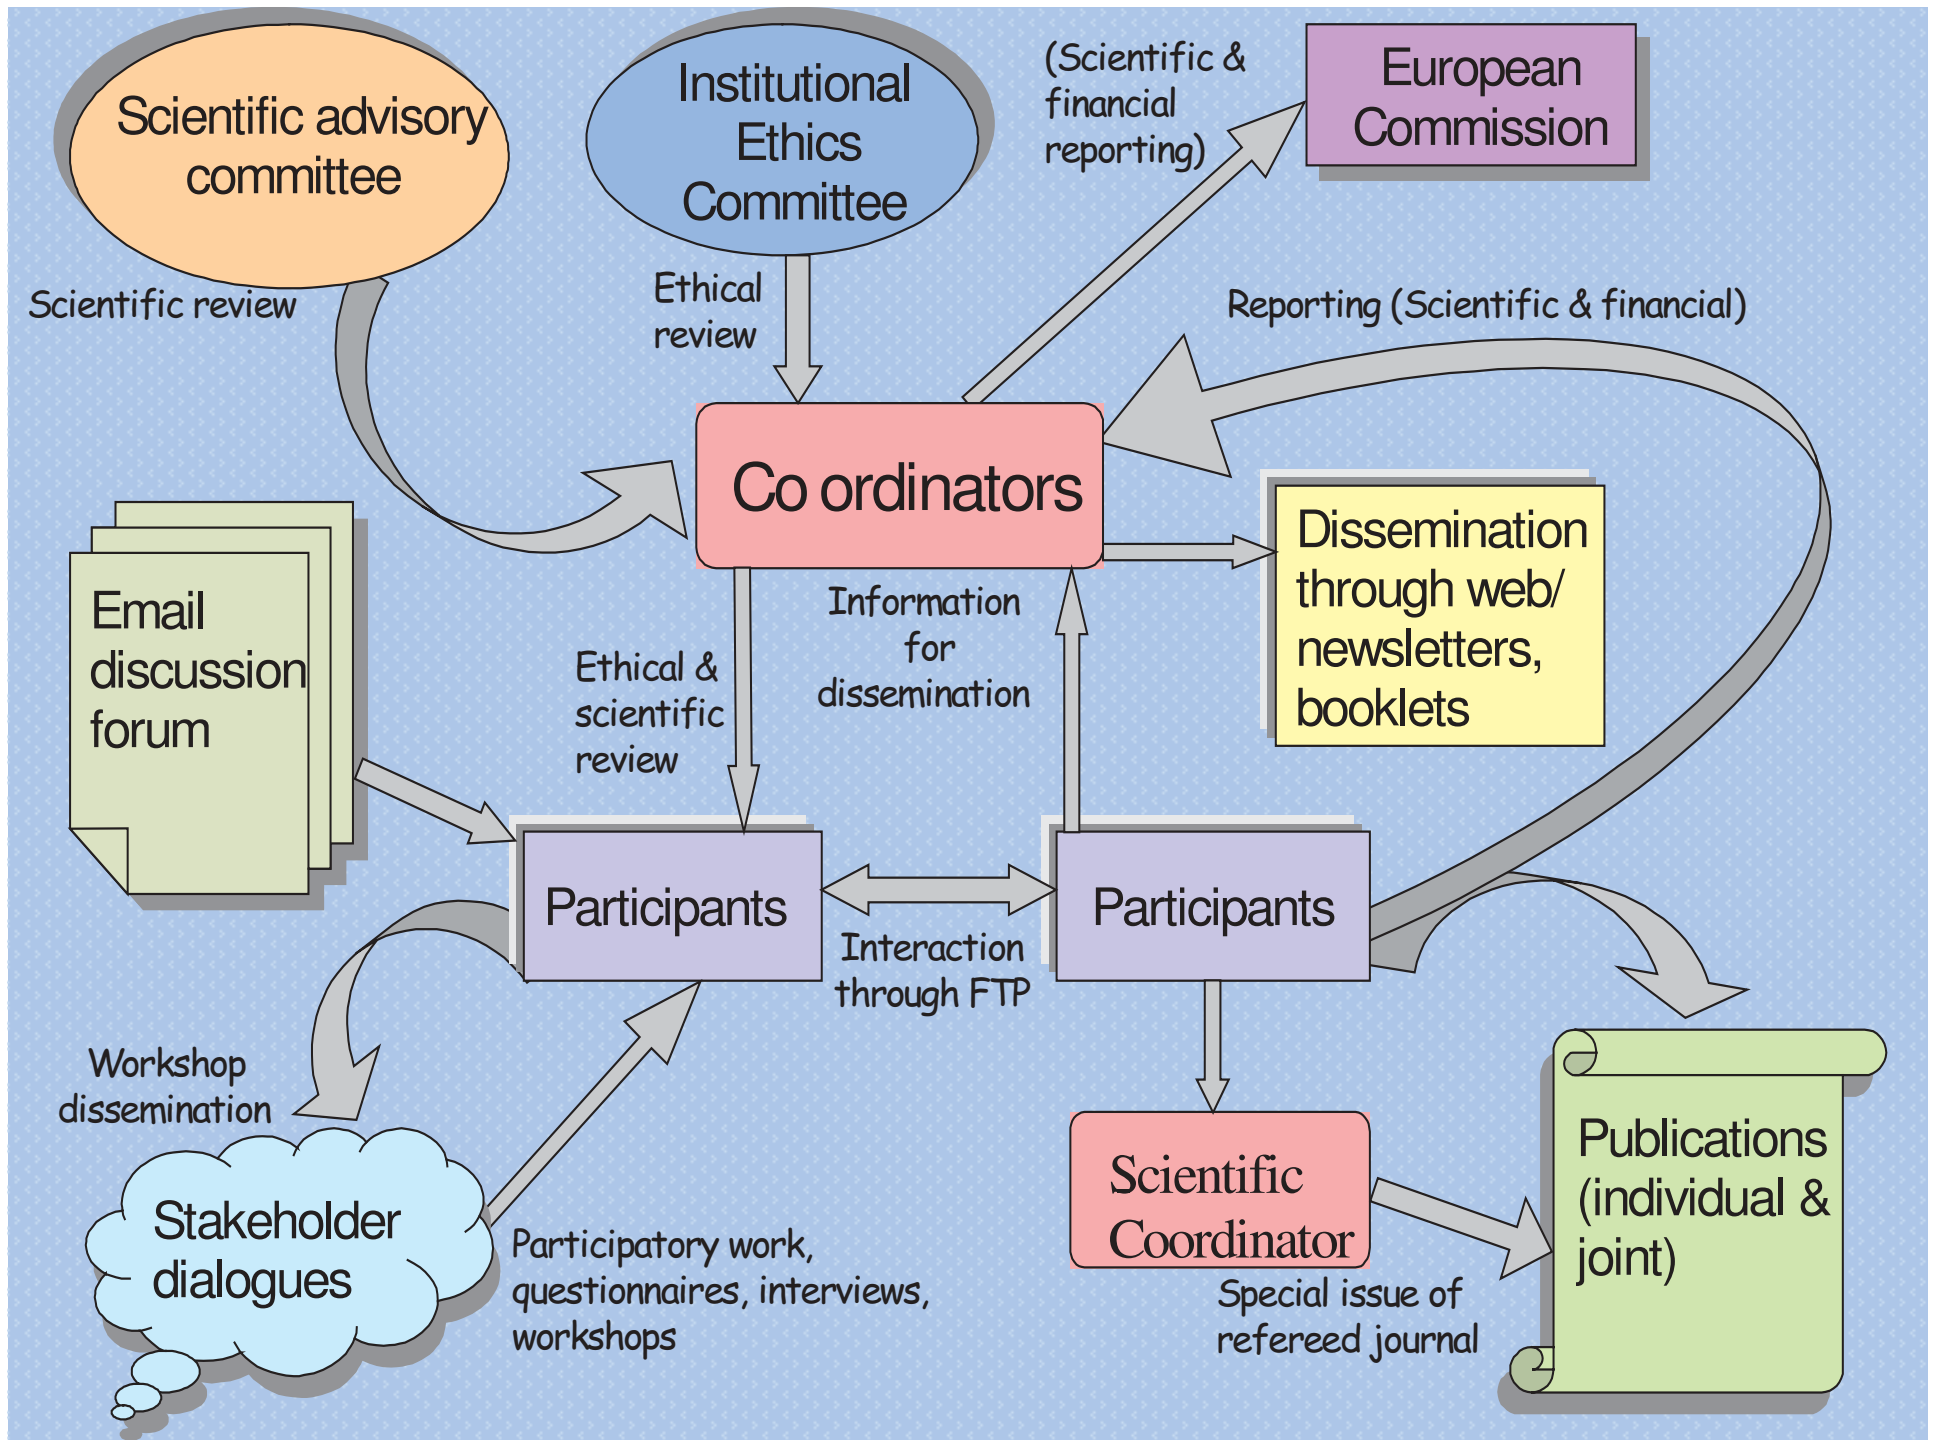 Scientific advisory
committee
Institutional
Ethics
Committee
(Scientific &
financial
reporting)
European
Commission
Scientific review
Ethical
review
Reporting (Scientific & financial)
Co ordinators
Email
discussion
forum
Ethical &
scientific
review
Information
for
dissemination
Dissemination
through web/
newsletters,
booklets
Participants
Interaction
through FTP
Participants
Workshop
dissemination
Stakeholder
dialogues
Participatory work,
questionnaires, interviews,
workshops
Scientific
Coordinator
Special issue of
refereed journal
Publications
(individual &
joint)